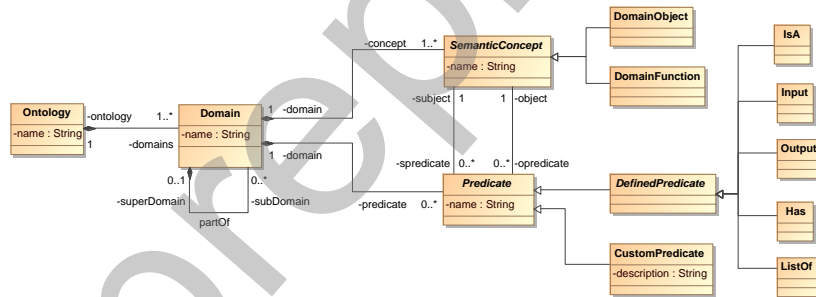 DomainObject
IsA
-concept 1..*
SemanticConcept
-name : String
DomainFunction
Input
Ontology
-name : String
-ontology 1..*
1 -domains
Domain
-name : String
1 -domain
1 -domain
-subject 1
1 -object
Output
-spredicate 0..*
0..* -opredicate
0..1
0..*
-superDomain
-subDomain
partOf
-predicate 0..*
Predicate
-name : String
DefinedPredicate
Has
CustomPredicate
-description : String
ListOf